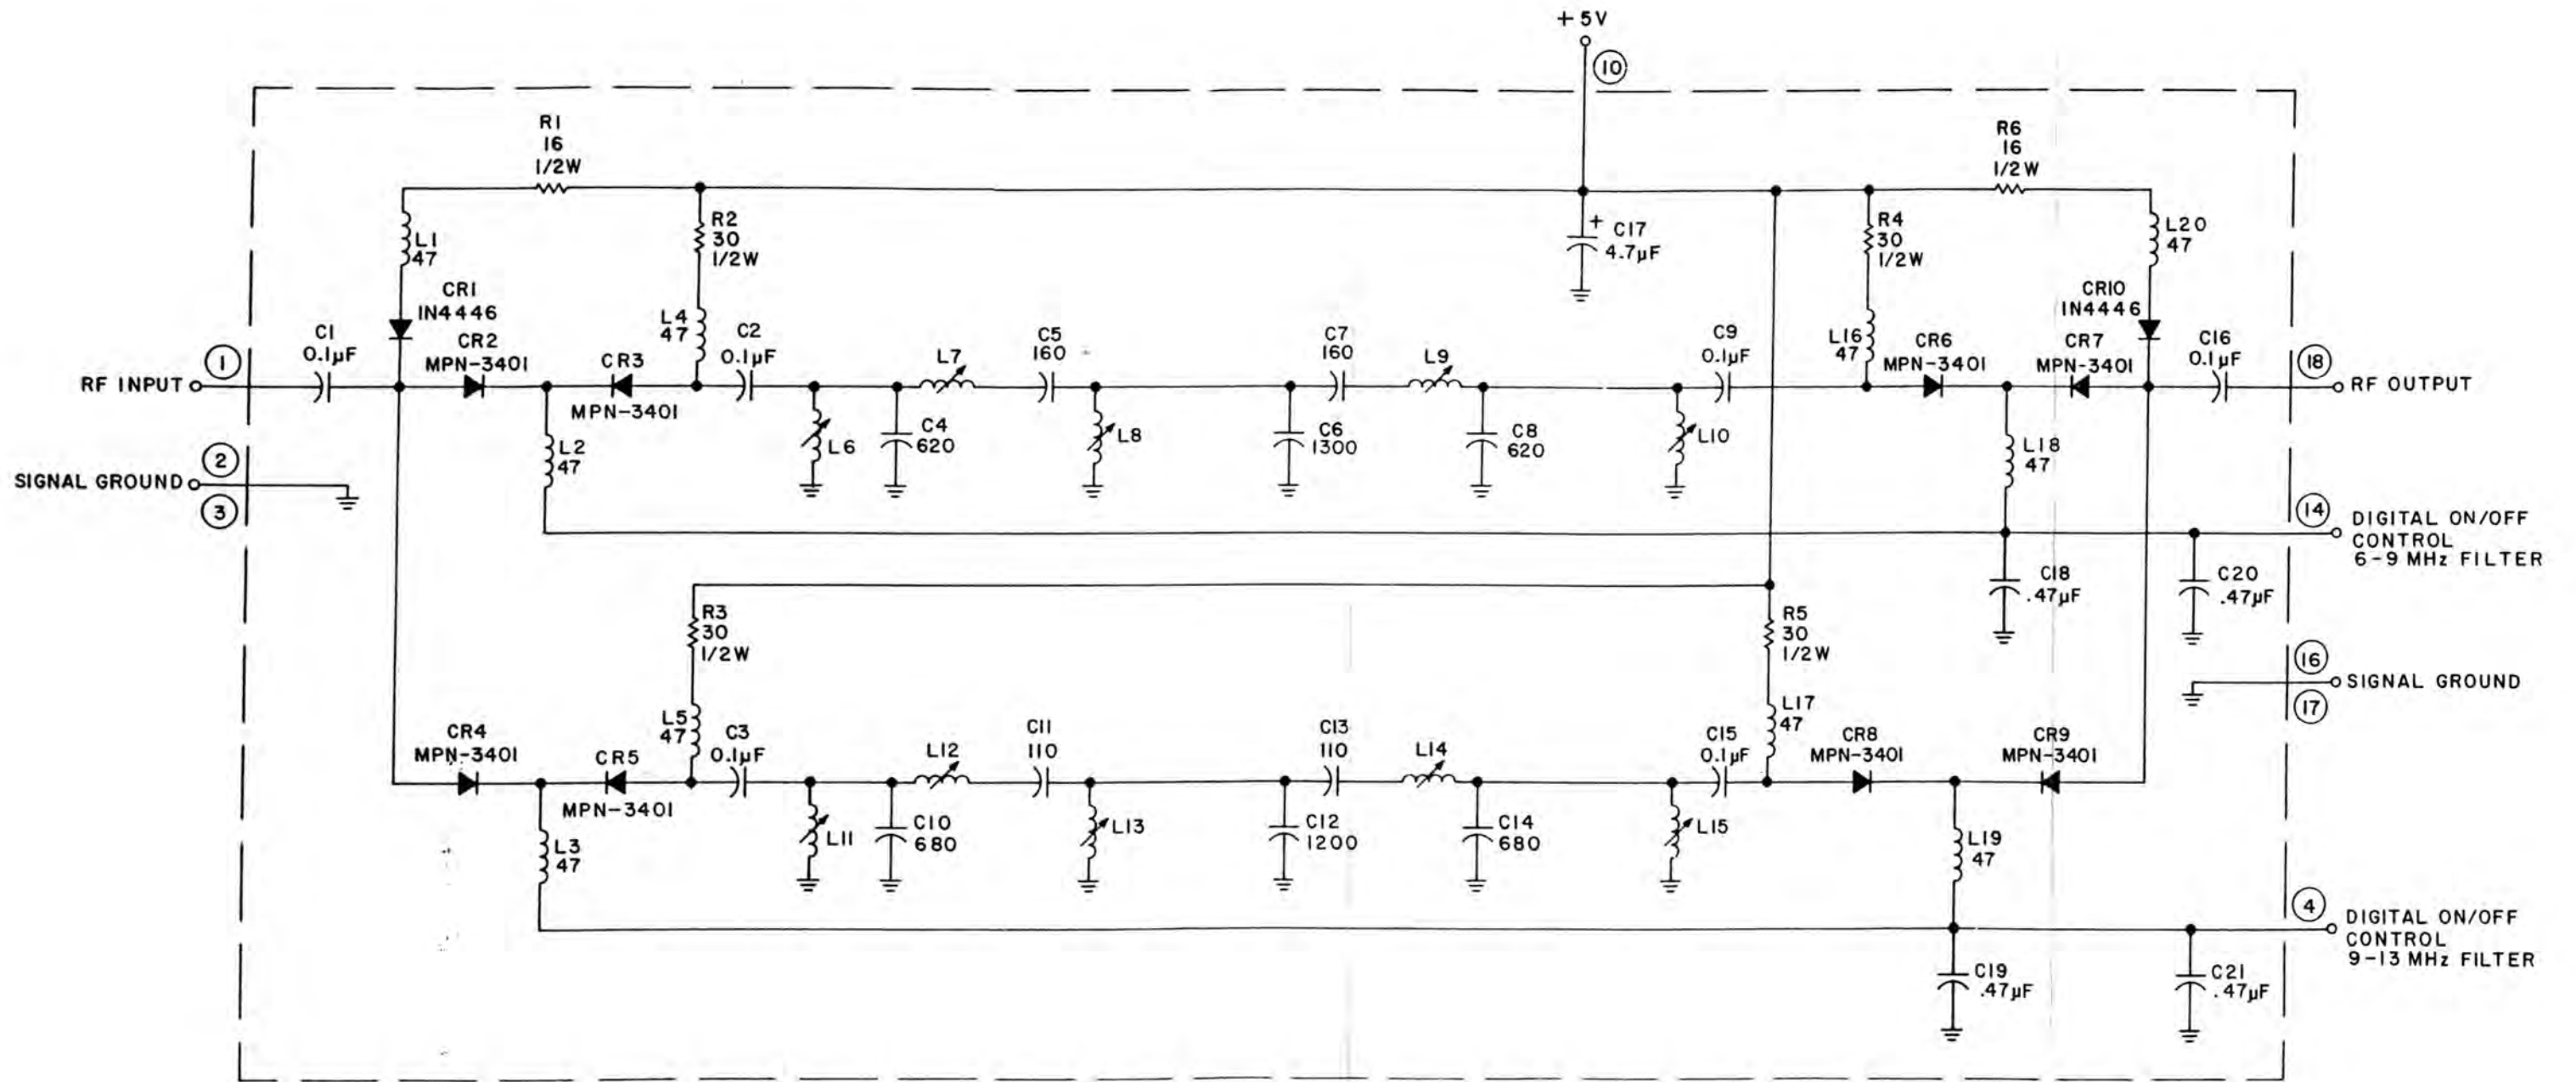 +5V
10
R1
16
1/2W
R6
16
1/2W
R2
30
1/2W
+
C17
4.7µF
R4
30
1/2W
L20
47
L1
47
CR1
IN4446
CR10
IN4446
C1
0.1µF
CR2
MPN-3401
CR3
MPN-3401
L4
47
C2
0.1µF
L7
C5
160
C7
160
L9
C9
0.1µF
L16
47
CR6
MPN-3401
CR7
MPN-3401
C16
0.1µF
RF INPUT
1
18
RF OUTPUT
L2
47
L6
C4
620
L8
C6
1300
C8
620
L10
L18
47
SIGNAL GROUND
2
3
14
DIGITAL ON/OFF
CONTROL
6-9 MHz FILTER
C18
.47µF
C20
.47µF
R3
30
1/2W
R5
30
1/2W
16
17
SIGNAL GROUND
CR4
MPN-3401
CR5
MPN-3401
L5
47
C3
0.1µF
L12
C11
110
C13
110
L14
C15
0.1µF
L17
47
CR8
MPN-3401
CR9
MPN-3401
L3
47
L11
C10
680
L13
C12
1200
C14
680
L15
L19
47
4
DIGITAL ON/OFF
CONTROL
9-13 MHz FILTER
C19
.47µF
C21
.47µF